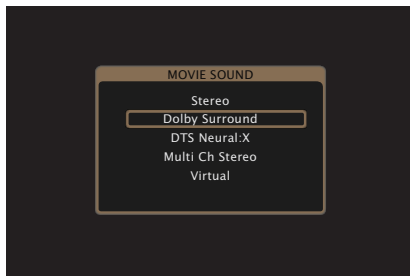 MOVIE SOUND
Stereo
Dolby Surround
DTS Neural:X
Multi Ch Stereo
Virtual